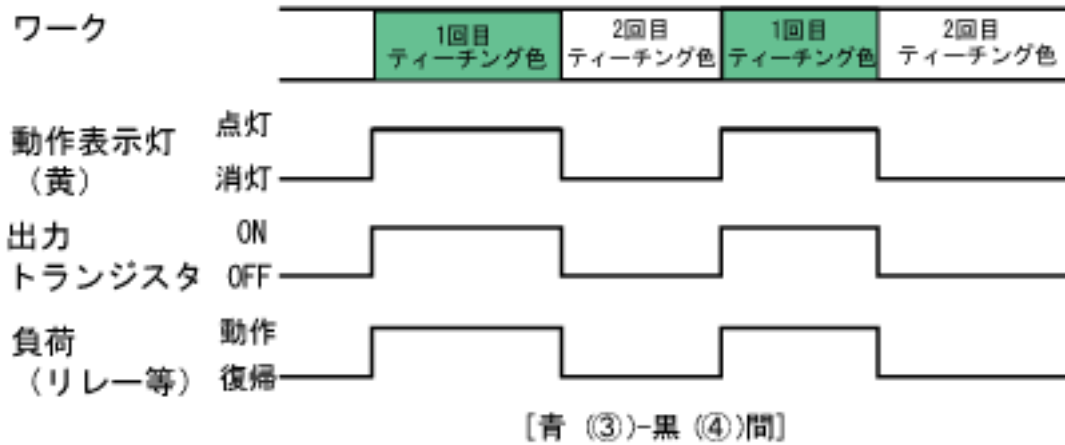 ワーク
1回目
ティーチング色
2回目
ティーチング色
1回目
ティーチング色
2回目
ティーチング色
動作表示灯
（黄）
点灯
消灯
出力
トランジスタ
ON
OFF
負荷
（リレー等）
動作
復帰
[青 (③)-黒 (④)間]